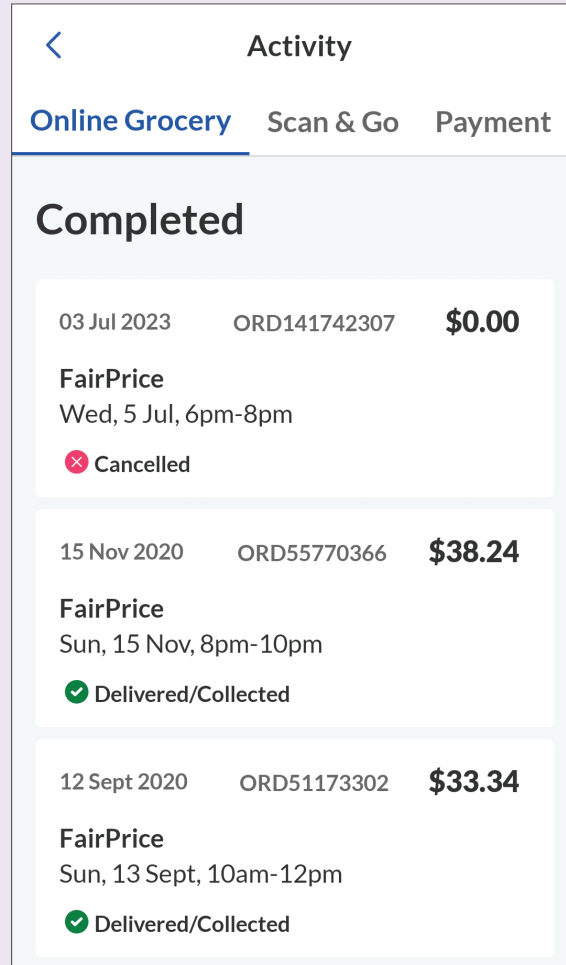 Activity
Online Grocery Scan & Go Payment
Completed
03 Jul 2023 ORD141742307 $0.00
FairPrice
Wed, 5 Jul, 6pm-8pm
Cancelled
15 Nov 2020 ORD55770366 $38.24
FairPrice
Sun, 15 Nov, 8pm-10pm
Delivered/Collected
12 Sept 2020 ORD51173302 $33.34
FairPrice
Sun, 13 Sept, 10am-12pm
Delivered/Collected